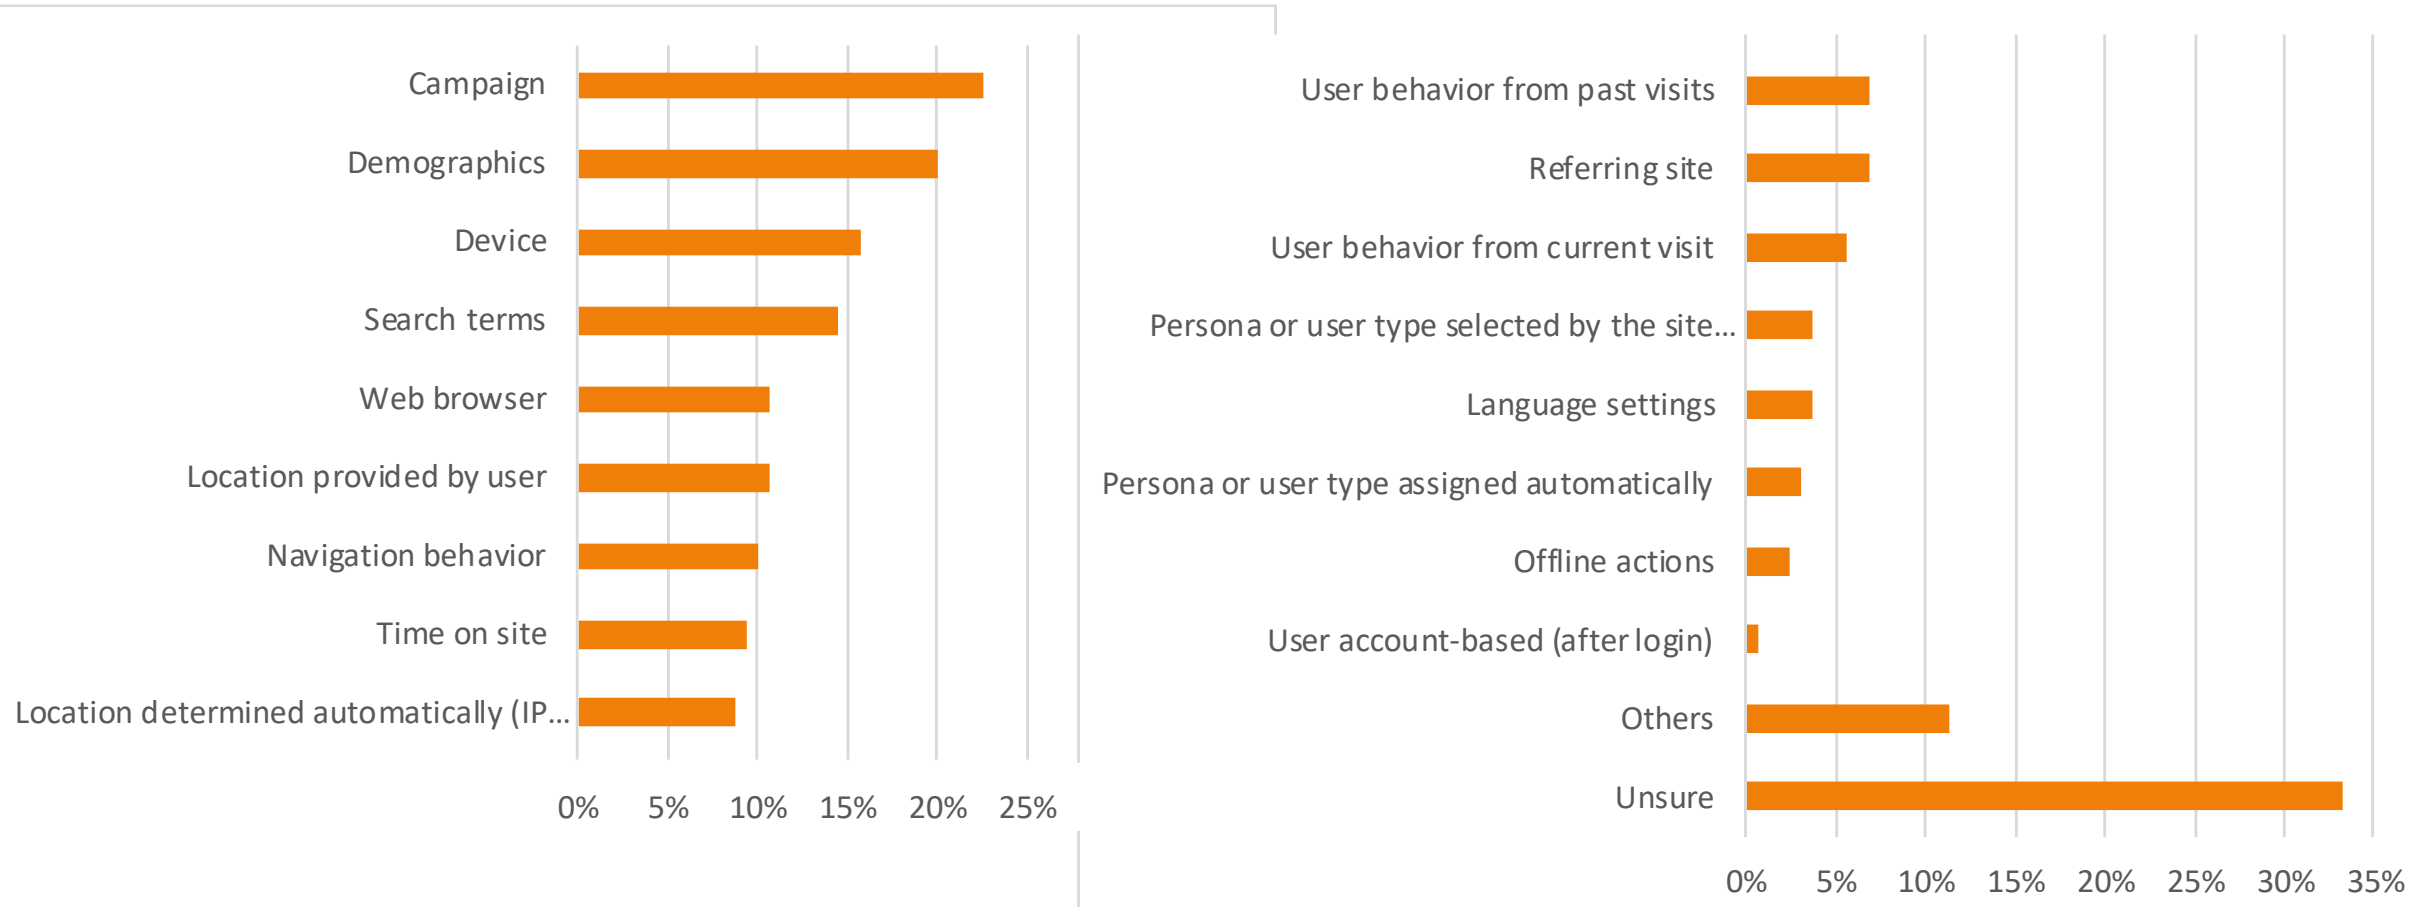 Campaign
Demographics
Device
Search terms
Web browser
Location provided by user
Navigation behavior
Time on site
Location determined automatically (IP...
0% 5% 10% 15% 20% 25%
User behavior from past visits
Referring site
User behavior from current visit
Persona or user type selected by the site...
Language settings
Persona or user type assigned automatically
Offline actions
User account-based (after login)
Others
Unsure
0% 5% 10% 15% 20% 25% 30% 35%